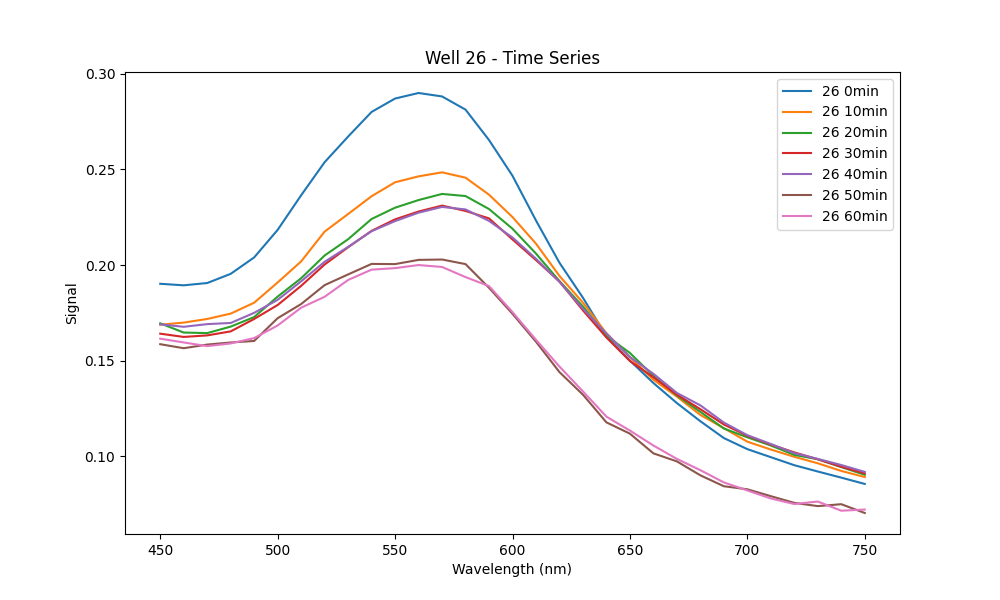 Well 26 - Time Series
Signal
0.30
0.25
0.20
0.15
0.10
450 500 550 600 650 700 750
Wavelength (nm)
26 0min
26 10min
26 20min
26 30min
26 40min
26 50min
26 60min